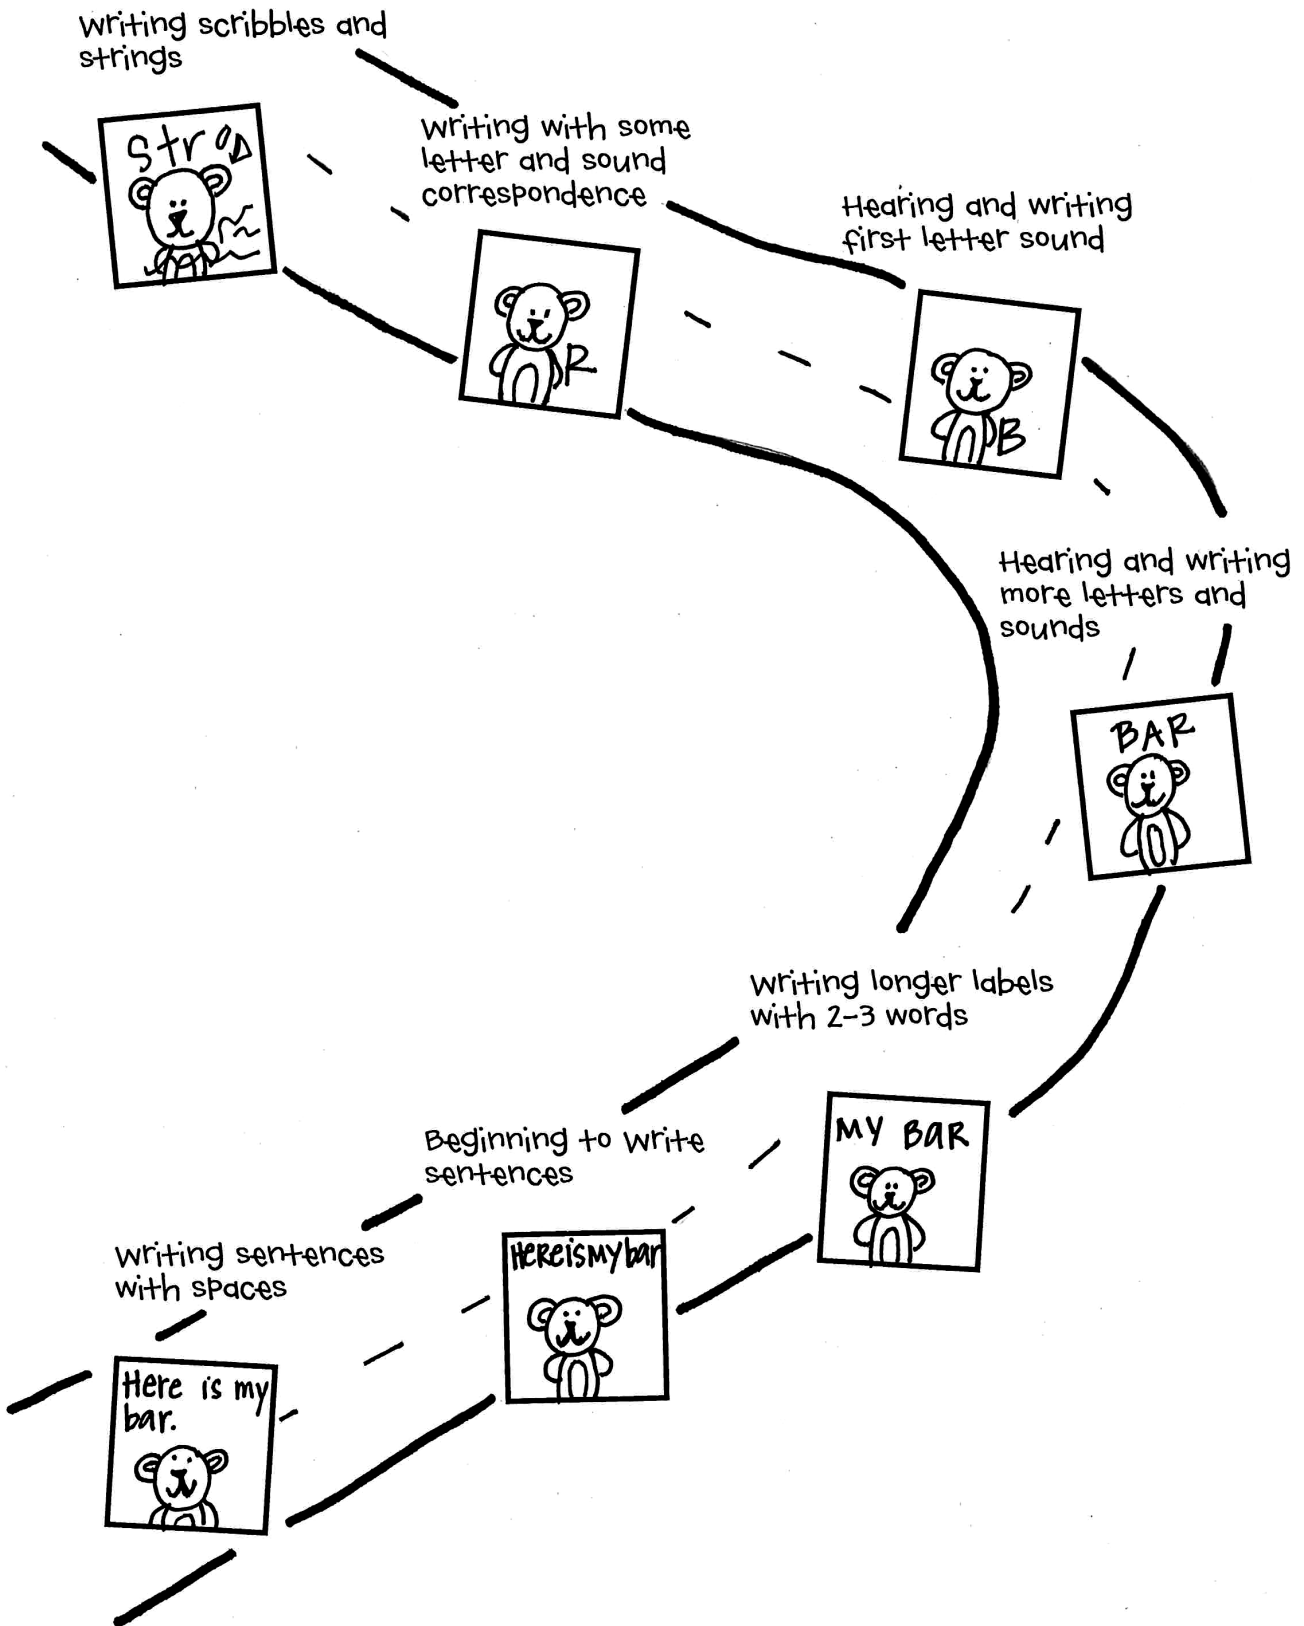 Writing scribbles and
strings
Str
Writing with some
letter and sound
correspondence
R
Hearing and writing
first letter sound
B
Hearing and writing
more letters and
sounds
BAR
Writing longer labels
with 2-3 words
MY BAR
Beginning to write
sentences
HEREiSMYbar
Writing sentences
with spaces
Here is my
bar.